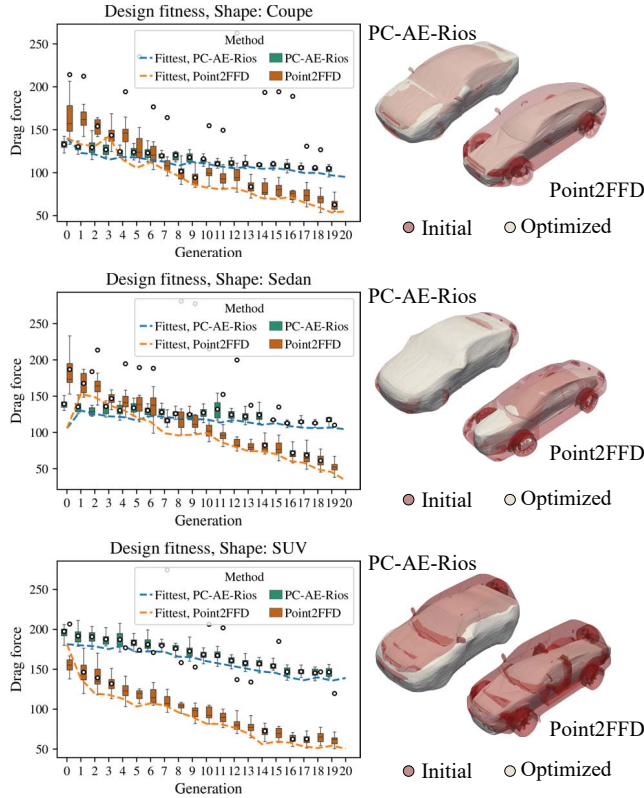 Design fitness, Shape: Coupe
Drag force
250
200
150
100
50
Method
Fittest, PC-AE-Rios
PC-AE-Rios
Fittest, Point2FFD
Point2FFD
0 1 2 3 4 5 6 7 8 9 10 11 12 13 14 15 16 17 18 19 20
Generation
PC-AE-Rios
Point2FFD
Initial
Optimized
Design fitness, Shape: Sedan
Drag force
250
200
150
100
50
Method
Fittest, PC-AE-Rios
PC-AE-Rios
Fittest, Point2FFD
Point2FFD
0 1 2 3 4 5 6 7 8 9 10 11 12 13 14 15 16 17 18 19 20
Generation
PC-AE-Rios
Point2FFD
Initial
Optimized
Design fitness, Shape: SUV
Drag force
250
200
150
100
50
Method
Fittest, PC-AE-Rios
PC-AE-Rios
Fittest, Point2FFD
Point2FFD
0 1 2 3 4 5 6 7 8 9 10 11 12 13 14 15 16 17 18 19 20
Generation
PC-AE-Rios
Point2FFD
Initial
Optimized